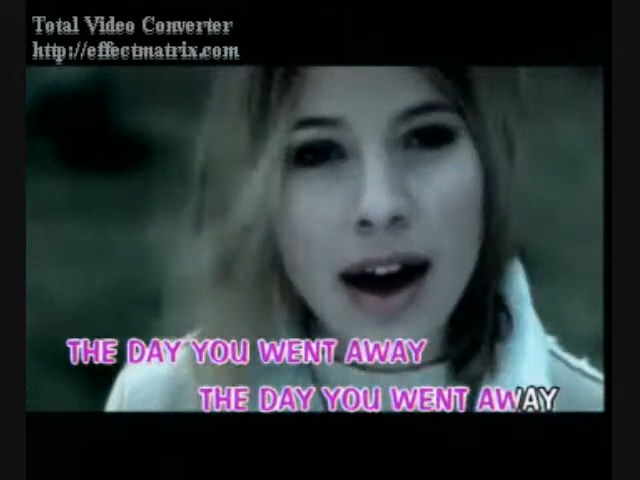 Total Video Converter
http://effectmatrix.com
THE DAY YOU WENT AWAY
THE DAY YOU WENT AWAY